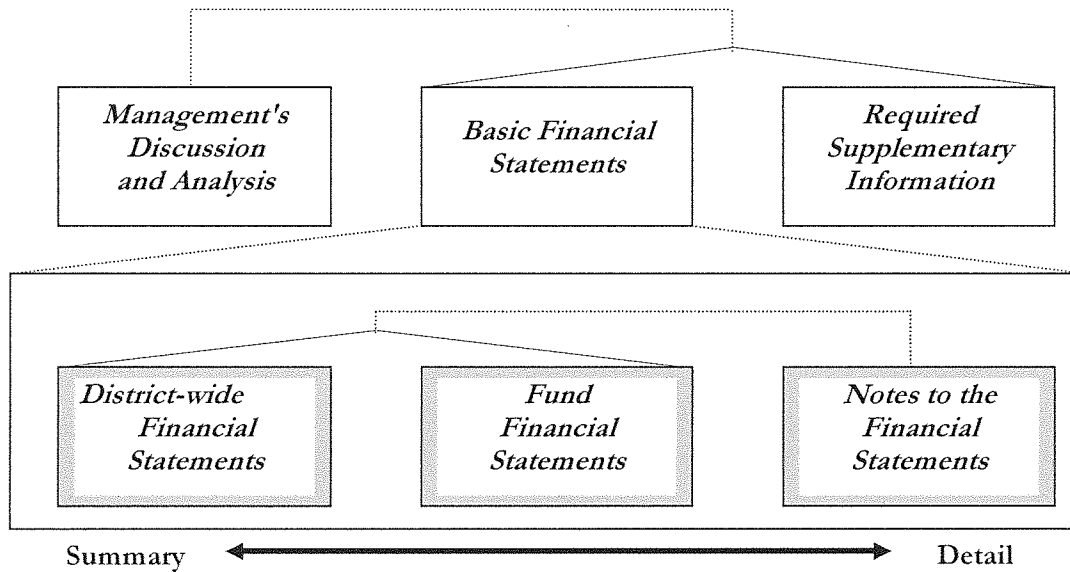 Management's
Discussion
and Analysis
Basic Financial
Statements
Required
Supplementary
Information
District-wide
Financial
Statements
Fund
Financial
Statements
Notes to the
Financial
Statements
Summary
Detail